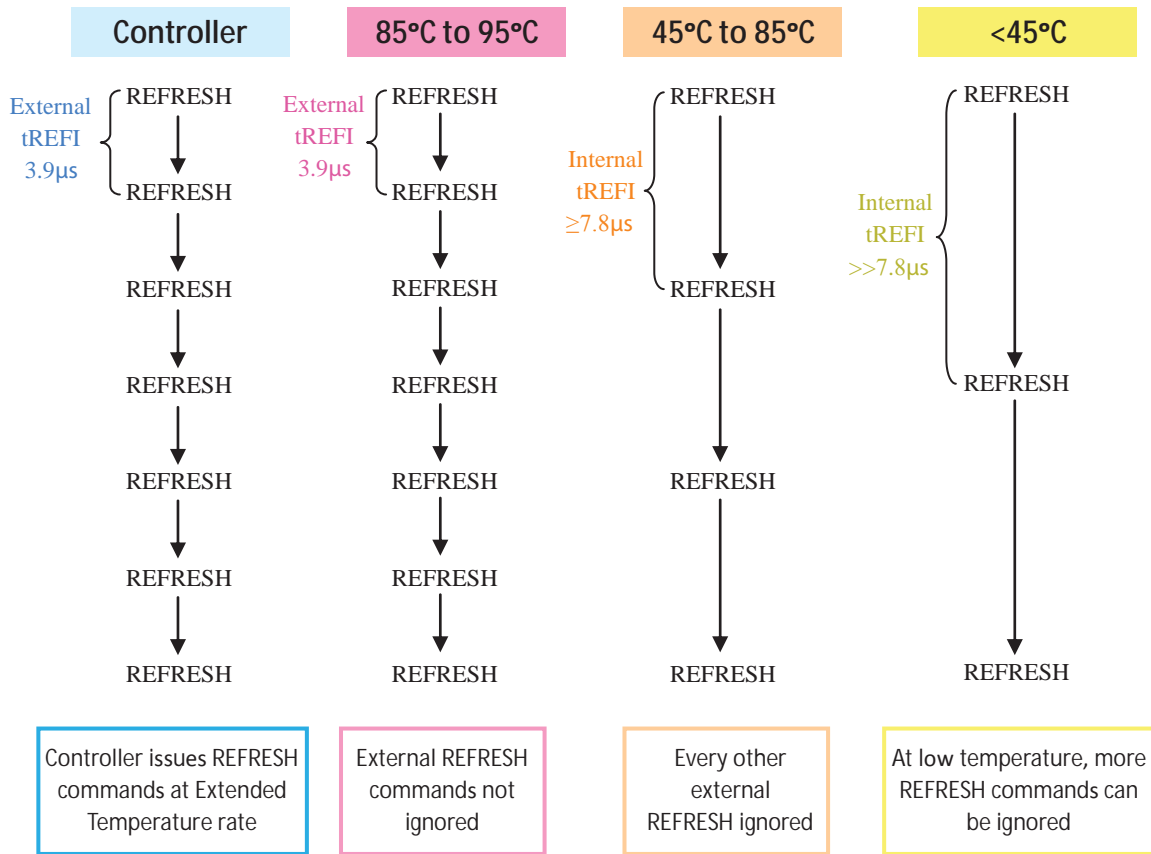 Controller
85°C to 95°C
45°C to 85°C
<45°C
External
tREFI
3.9µs
REFRESH
REFRESH
REFRESH
REFRESH
REFRESH
REFRESH
REFRESH
External
tREFI
3.9µs
REFRESH
REFRESH
REFRESH
REFRESH
REFRESH
REFRESH
REFRESH
Internal
tREFI
≥7.8µs
REFRESH
REFRESH
REFRESH
REFRESH
Internal
tREFI
>>7.8µs
REFRESH
REFRESH
REFRESH
Controller issues REFRESH
commands at Extended
Temperature rate
External REFRESH
commands not
ignored
Every other
external
REFRESH ignored
At low temperature, more
REFRESH commands can
be ignored